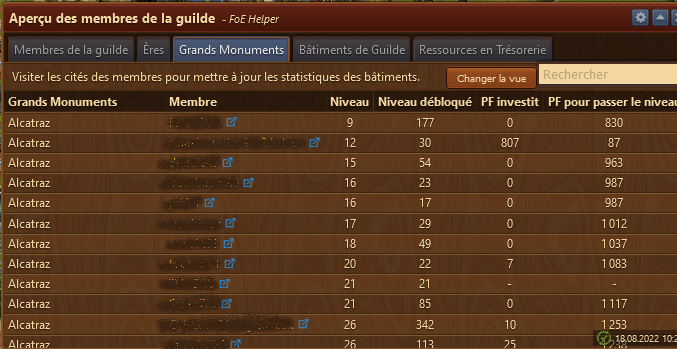 Aperçu des membres de la guilde - FoE Helper
Membres de la guilde Ères Grands Monuments Bâtiments de Guilde Ressources en Trésorerie
Visiter les cités des membres pour mettre à jour les statistiques des bâtiments. Changer la vue Rechercher
Grands Monuments Membre Niveau Niveau débloqué PF investit PF pour passer le niveau
Alcatraz 9 177 0 830
Alcatraz 12 30 807 87
Alcatraz 15 54 0 963
Alcatraz 16 23 0 987
Alcatraz 16 17 0 987
Alcatraz 17 29 0 1 012
Alcatraz 18 49 0 1 037
Alcatraz 20 22 7 1 083
Alcatraz 21 21 - -
Alcatraz 21 85 0 1 117
Alcatraz 26 342 10 1 253
Alcatraz 26 113 25
18.08.2022